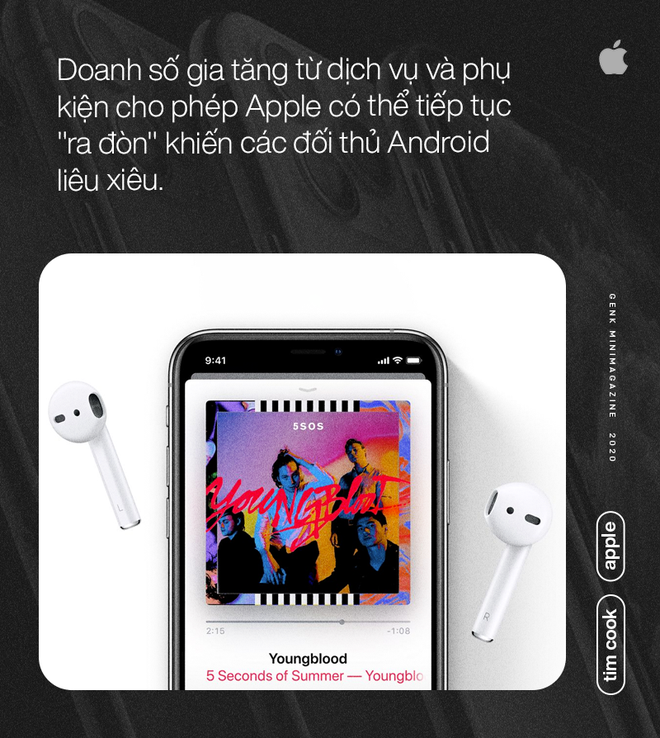 Doanh số gia tăng từ dịch vụ và phụ
kiện cho phép Apple có thể tiếp tục
"ra đòn" khiến các đối thủ Android
liêu xiêu.
9:41
5SOS
Youngblood
2:15
-1:08
Youngblood
5 Seconds of Summer — Youngblo
L
R
GENK MINIMAGAZINE 2020
apple
tim cook